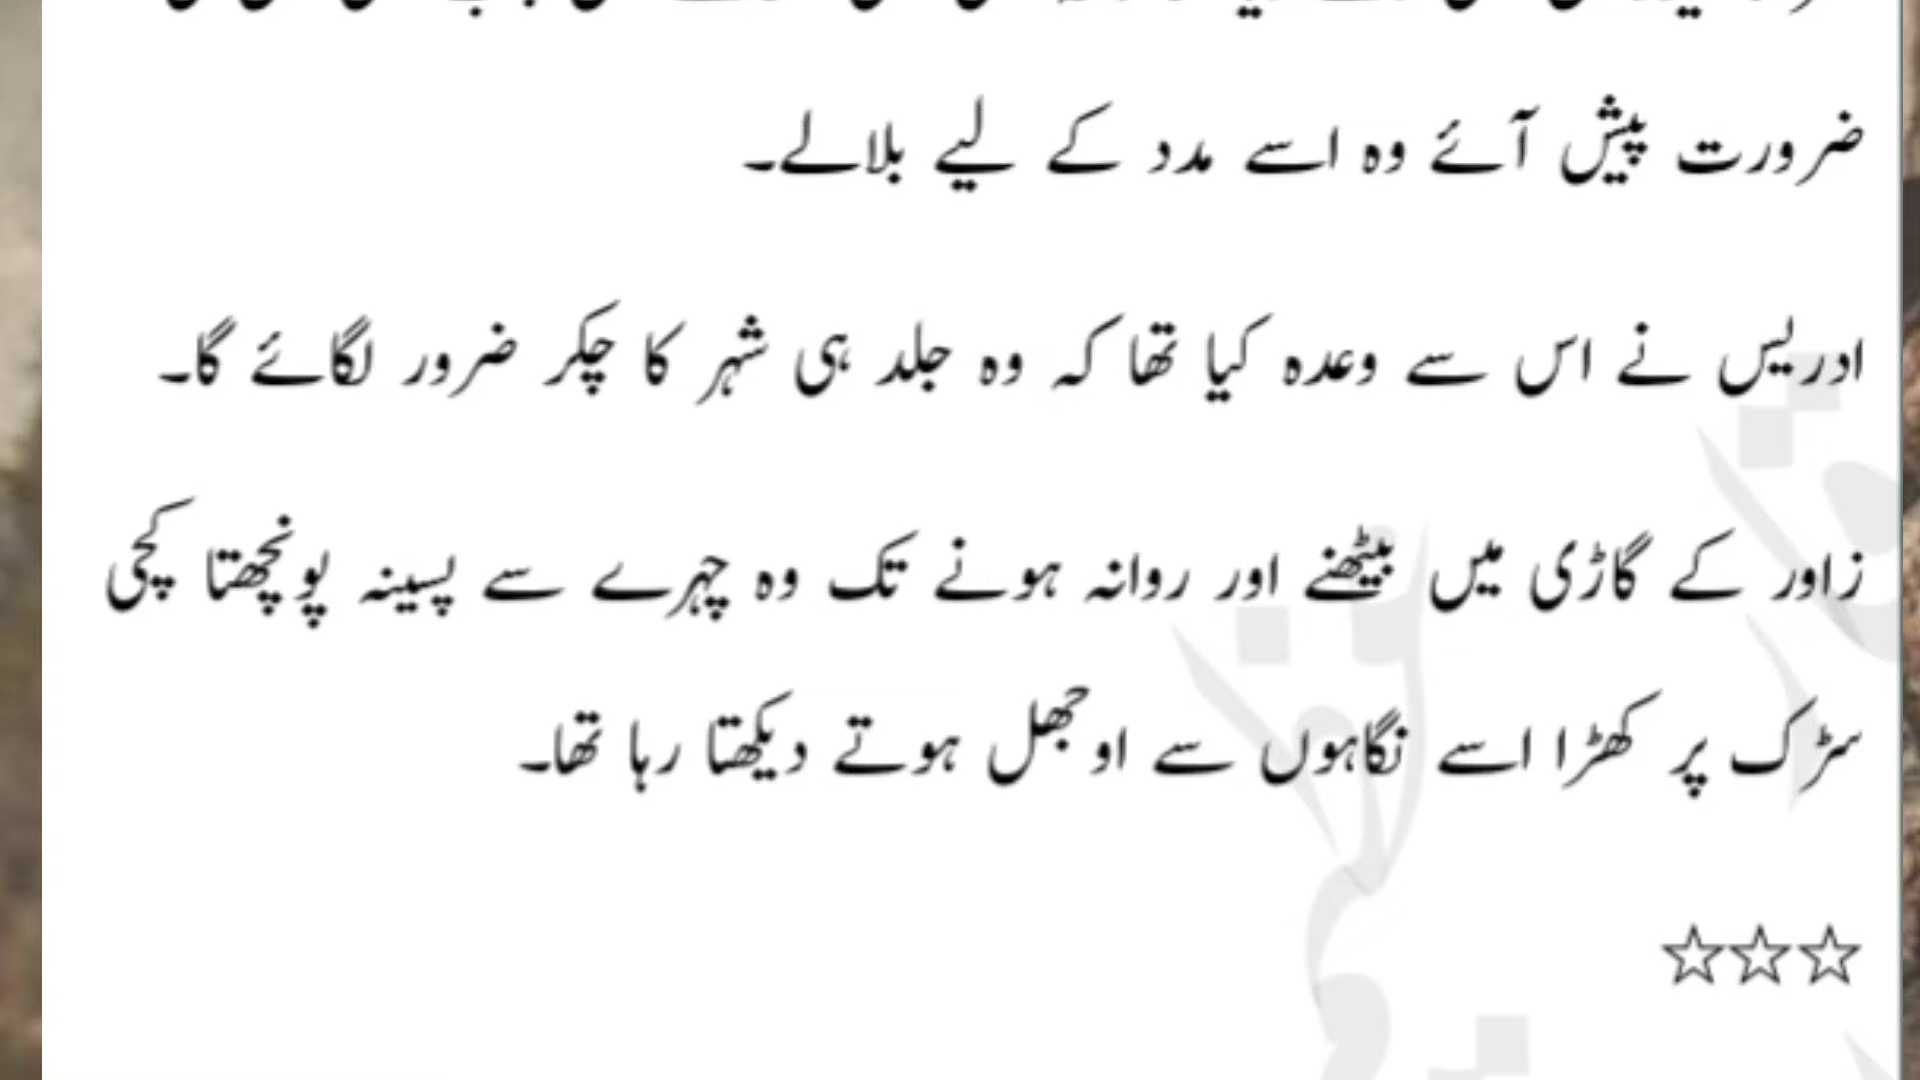 ضرورت پیش آئے وہ اسے مدد کے لیے بلالے۔
ادریس نے اس سے وعدہ کیا تھا کہ وہ جلد ہی شہر کا چکر ضرور لگائے گا۔
زاور کے گاڑی میں بیٹھنے اور روانہ ہونے تک وہ چہرے سے پسینہ پونچھتا کچی
سڑک پر کھڑا اسے نگاہوں سے اوجھل ہوتے دیکھتا رہا تھا۔
☆☆☆